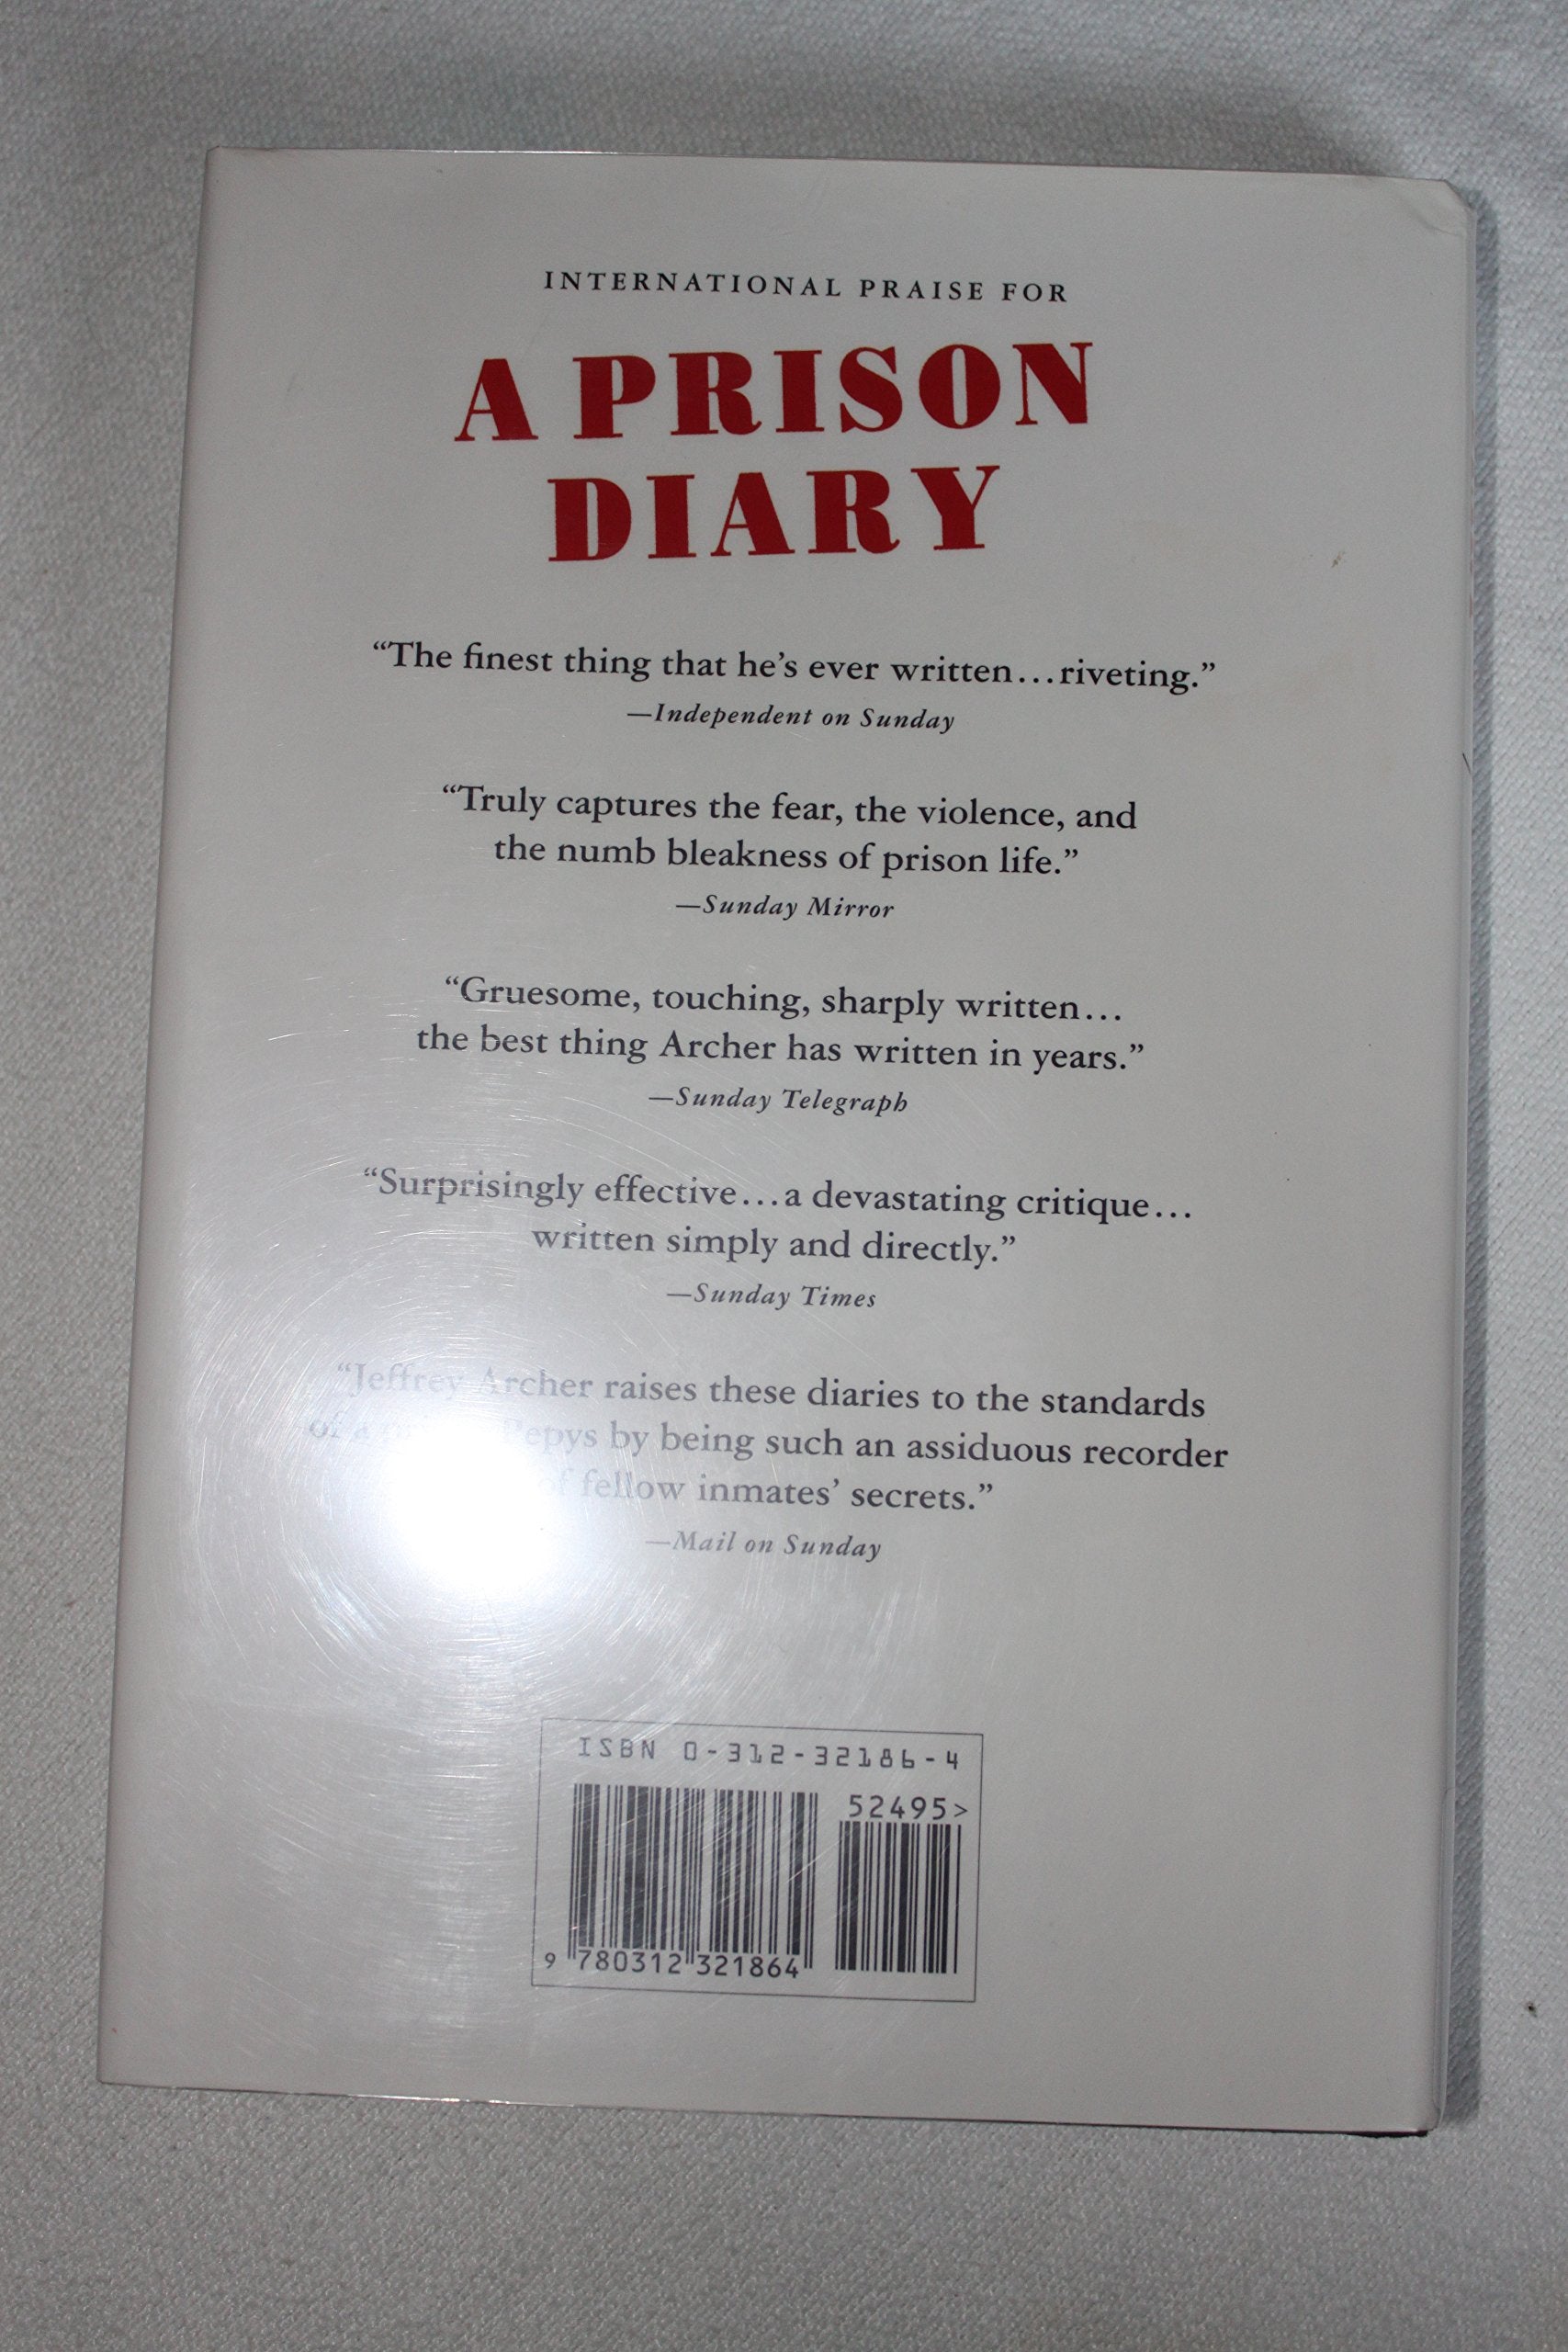 INTERNATIONAL PRAISE FOR
A PRISON
DIARY
“The finest thing that he’s ever written…riveting.”
—Independent on Sunday
“Truly captures the fear, the violence, and
the numb bleakness of prison life.”
—Sunday Mirror
“Gruesome, touching, sharply written…
the best thing Archer has written in years.”
—Sunday Telegraph
“Surprisingly effective…a devastating critique…
written simply and directly.”
—Sunday Times
“Jeffrey Archer raises these diaries to the standards
of a Pepys by being such an assiduous recorder
of fellow inmates’ secrets.”
—Mail on Sunday
ISBN 0-312-32186-4
52495>
9 780312 321864